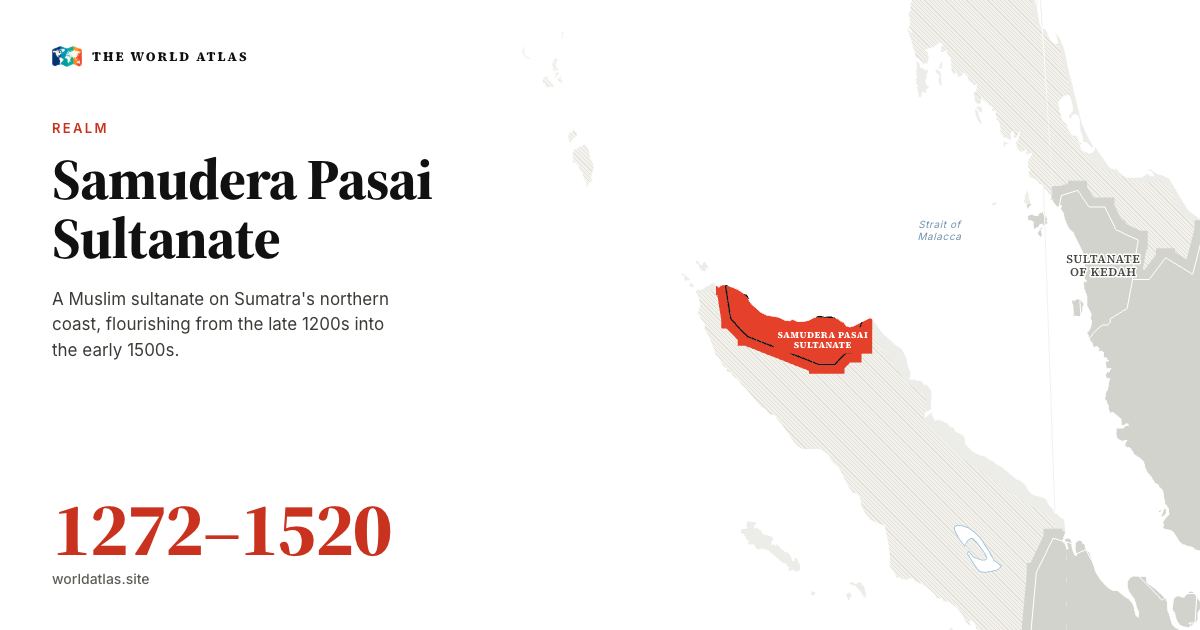 THE WORLD ATLAS
REALM
Samudera Pasai
Sultanate
A Muslim sultanate on Sumatra's northern
coast, flourishing from the late 1200s into
the early 1500s.
1272–1520
worldatlas.site
Strait of
Malacca
SULTANATE
OF KEDAH
SAMUDERA PASAI
SULTANATE